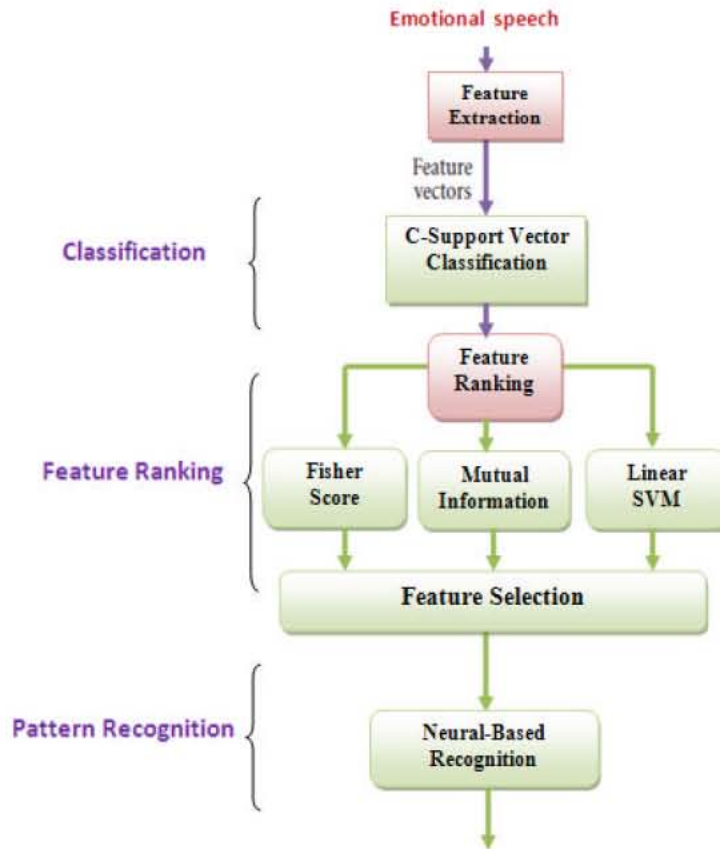 Emotional speech
Feature
Extraction
Feature
vectors
Classification
C-Support Vector
Classification
Feature
Ranking
Feature Ranking
Fisher
Score
Mutual
Information
Linear
SVM
Feature Selection
Pattern Recognition
Neural-Based
Recognition